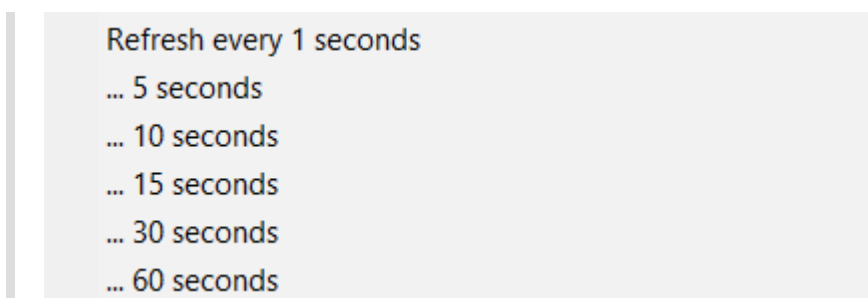 Refresh every 1 seconds
... 5 seconds
... 10 seconds
... 15 seconds
... 30 seconds
... 60 seconds